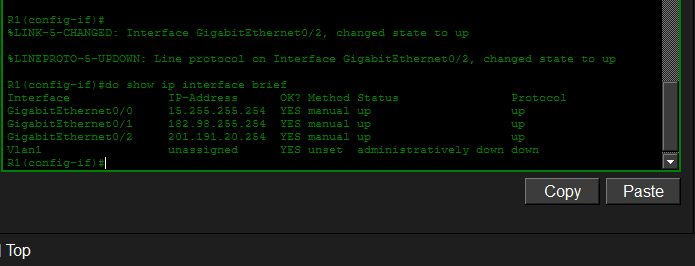 R1(config-if)#
%LINK-5-CHANGED: Interface GigabitEthernet0/2, changed state to up
%LINEPROTO-5-UPDOWN: Line protocol on Interface GigabitEthernet0/2, changed state to up
R1(config-if)#do show ip interface brief
Interface IP-Address OK? Method Status Protocol
GigabitEthernet0/0 15.255.255.254 YES manual up up
GigabitEthernet0/1 182.98.255.254 YES manual up up
GigabitEthernet0/2 201.191.20.254 YES manual up up
Vlan1 unassigned YES unset administratively down down
R1(config-if)#
Copy Paste
Top